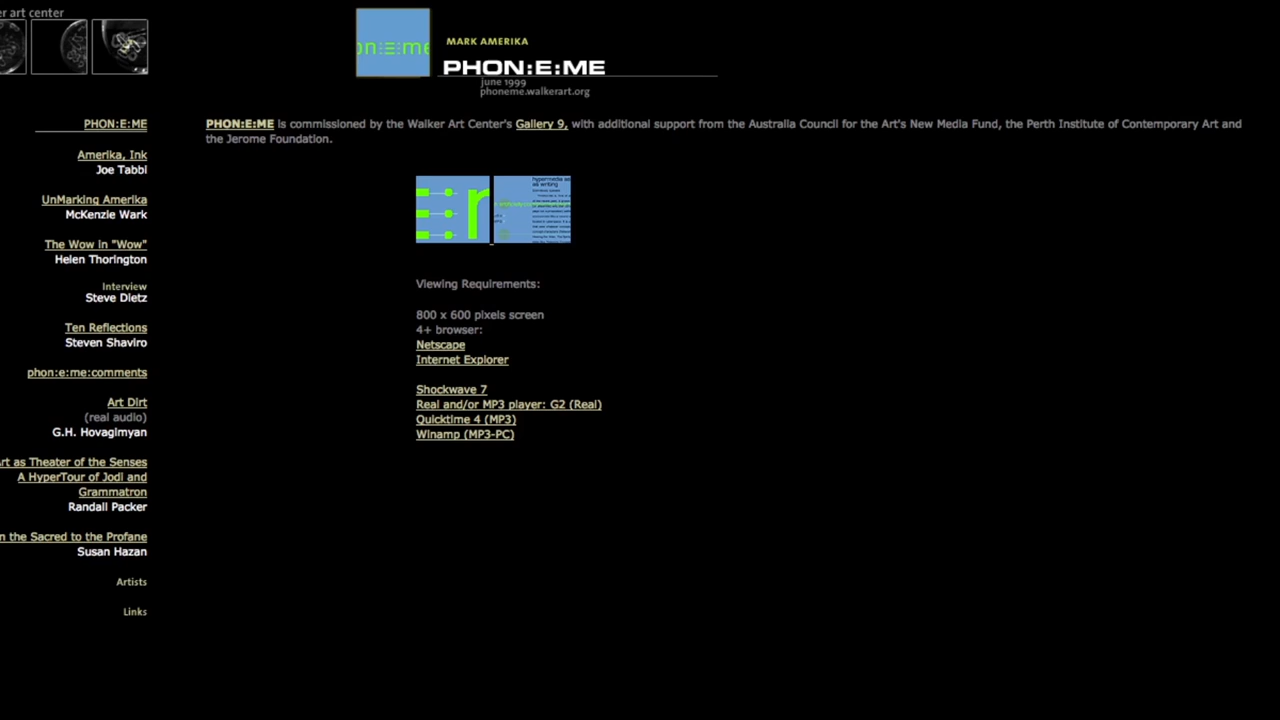 er art center
on:e:me
MARK AMERIKA
PHON:E:ME
june 1999
phoneme.walkerart.org
PHON:E:ME
Amerika, Ink
Joe Tabbi
UnMarking Amerika
McKenzie Wark
The Wow in "Wow"
Helen Thorington
Interview
Steve Dietz
Ten Reflections
Steven Shaviro
phon:e:me:comments
Art Dirt
(real audio)
G.H. Hovagimyan
Art as Theater of the Senses
A HyperTour of Jodi and
Grammatron
Randall Packer
n the Sacred to the Profane
Susan Hazan
Artists
Links
PHON:E:ME is commissioned by the Walker Art Center's Gallery 9, with additional support from the Australia Council for the Art's New Media Fund, the Perth Institute of Contemporary Art and
the Jerome Foundation.
Viewing Requirements:
800 x 600 pixels screen
4+ browser:
Netscape
Internet Explorer
Shockwave 7
Real and/or MP3 player: G2 (Real)
Quicktime 4 (MP3)
Winamp (MP3-PC)